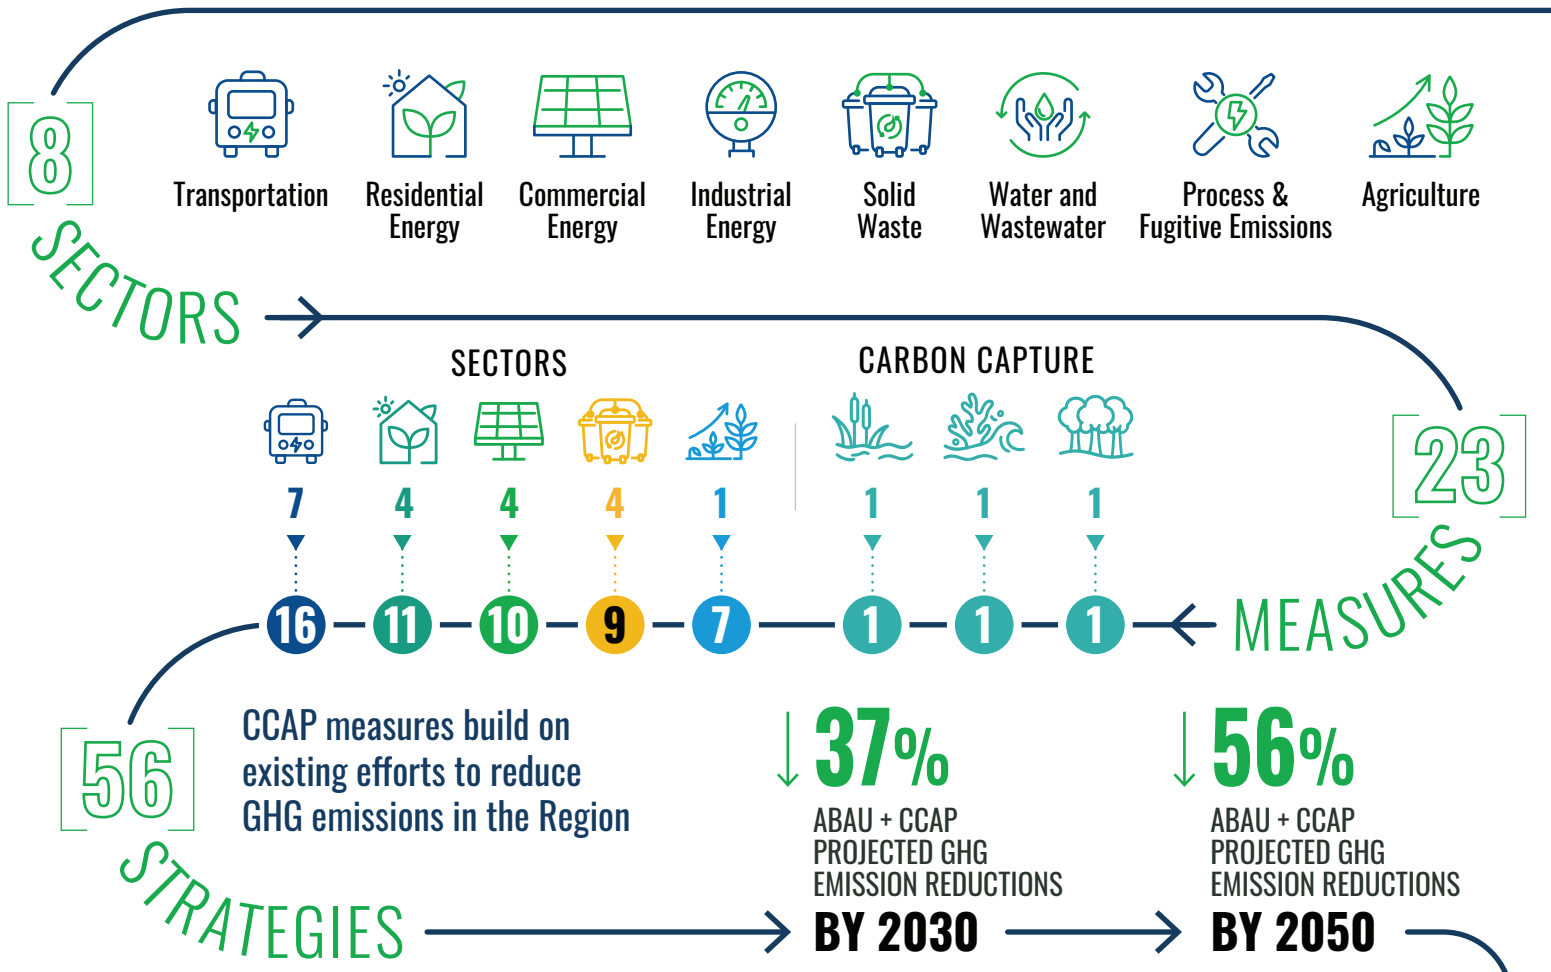 [8]
SECTORS
Transportation
Residential
Energy
Commercial
Energy
Industrial
Energy
Solid
Waste
Water and
Wastewater
Process &
Fugitive Emissions
Agriculture
SECTORS
CARBON CAPTURE
7 4 4 4 1 1 1 1
[23]
MEASURES
16 11 10 9 7 1 1 1
[56]
STRATEGIES
CCAP measures build on
existing efforts to reduce
GHG emissions in the Region
↓ 37%
ABAU + CCAP
PROJECTED GHG
EMISSION REDUCTIONS
BY 2030
↓ 56%
ABAU + CCAP
PROJECTED GHG
EMISSION REDUCTIONS
BY 2050